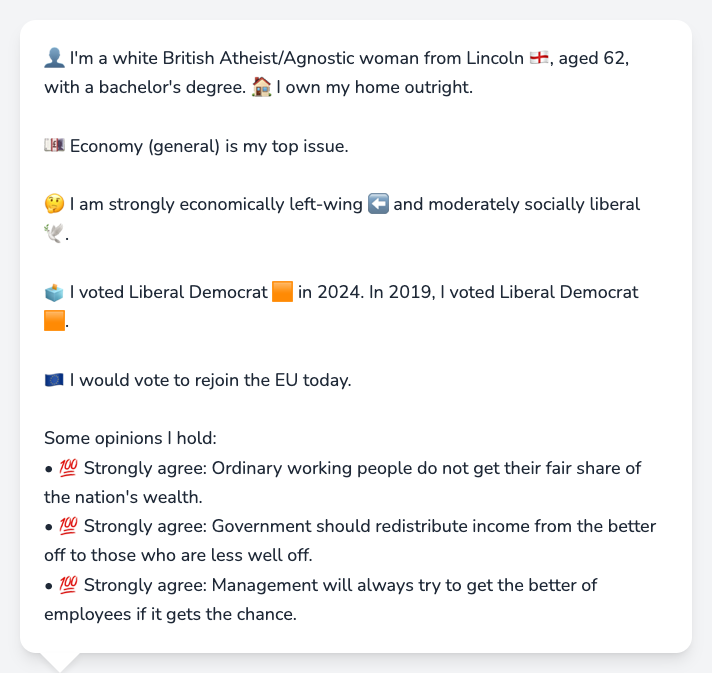 👤 I'm a white British Atheist/Agnostic woman from Lincoln 🏴󠁧󠁢󠁥󠁮󠁧󠁿, aged 62,
with a bachelor's degree. 🏠 I own my home outright.
💷 Economy (general) is my top issue.
🤔 I am strongly economically left-wing ⬅️ and moderately socially liberal
🕊️.
🗳️ I voted Liberal Democrat 🟧 in 2024. In 2019, I voted Liberal Democrat
🟧.
🇪🇺 I would vote to rejoin the EU today.
Some opinions I hold:
• 💯 Strongly agree: Ordinary working people do not get their fair share of
the nation's wealth.
• 💯 Strongly agree: Government should redistribute income from the better
off to those who are less well off.
• 💯 Strongly agree: Management will always try to get the better of
employees if it gets the chance.